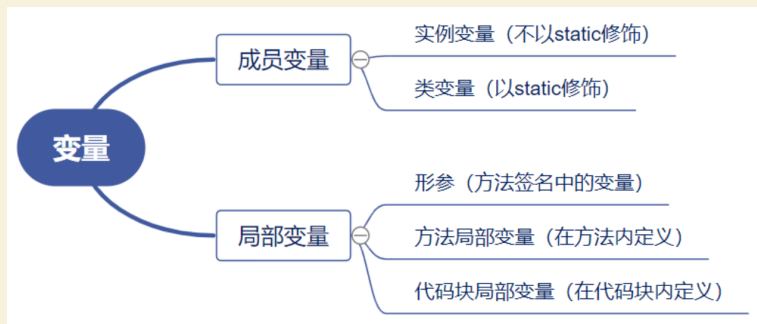 变量
成员变量
实例变量（不以static修饰）
类变量（以static修饰）
局部变量
形参（方法签名中的变量）
方法局部变量（在方法内定义）
代码块局部变量（在代码块内定义）